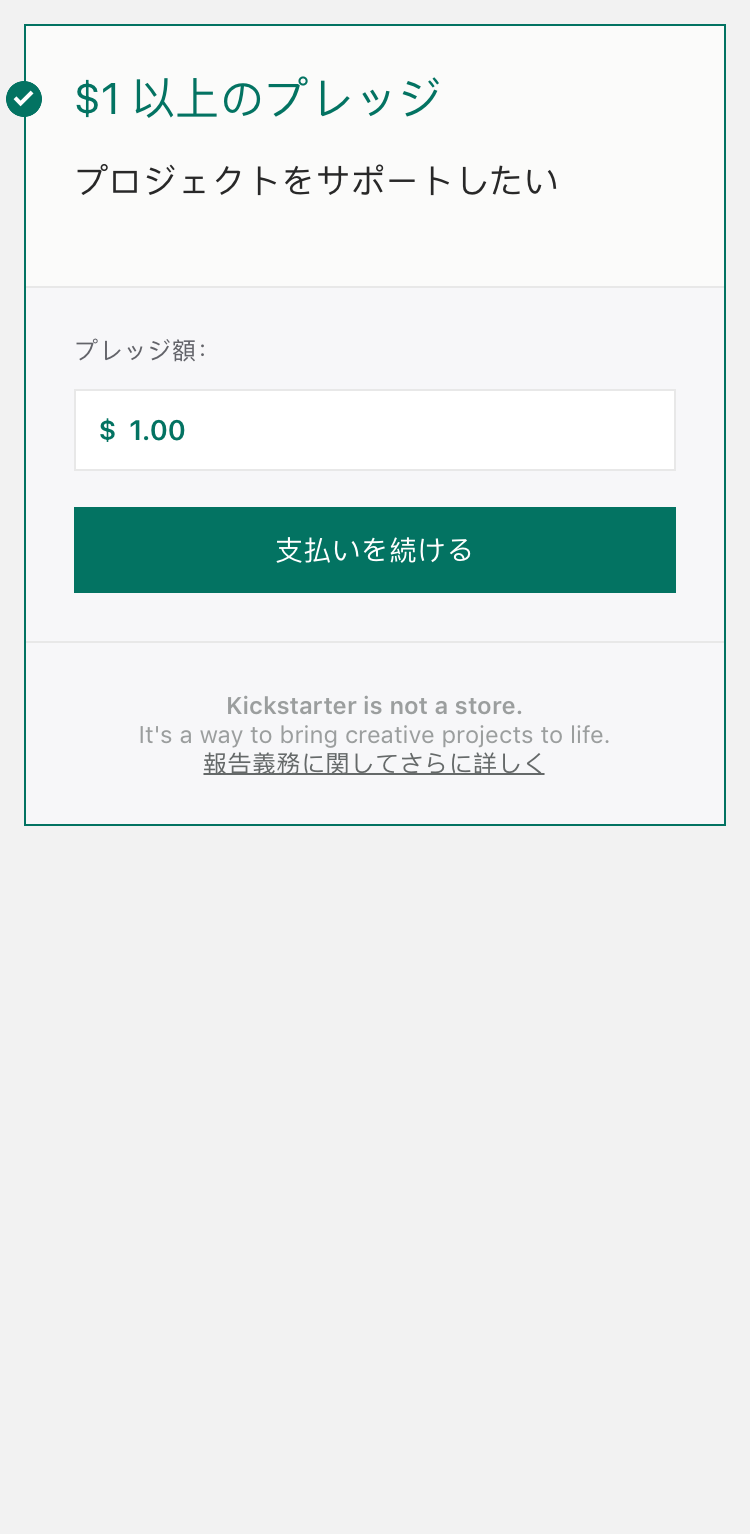 $1 以上のプレッジ
プロジェクトをサポートしたい
プレッジ額:
$ 1.00
支払いを続ける
Kickstarter is not a store.
It's a way to bring creative projects to life.
報告義務に関してさらに詳しく